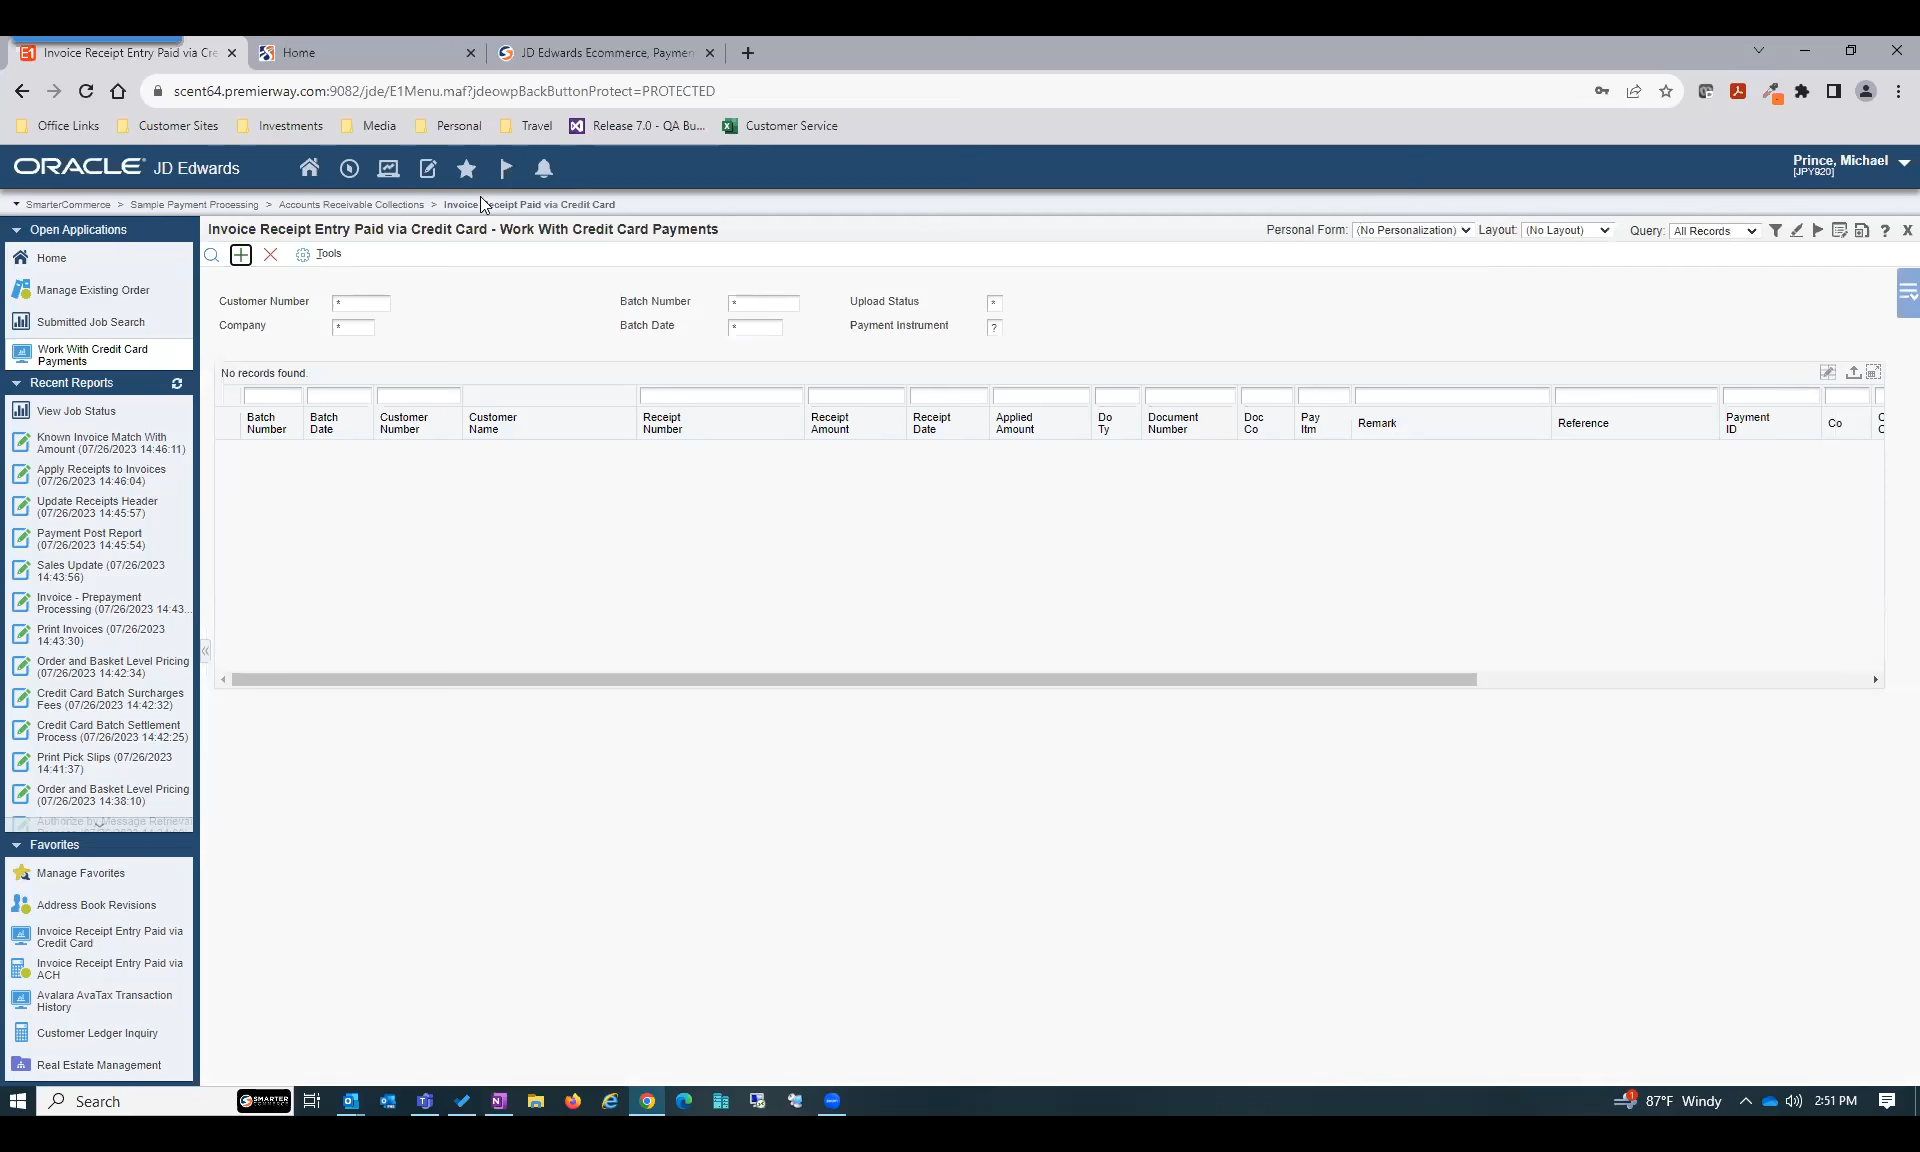 Invoice Receipt Entry Paid via Cre
Home
JD Edwards Ecommerce, Paymen
scent64.premierway.com:9082/jde/E1Menu.maf?jdeowpBackButtonProtect=PROTECTED
Office Links
Customer Sites
Investments
Media
Personal
Travel
Release 7.0 - QA Bu...
Customer Service
ORACLE JD Edwards
Prince, Michael
[JPY920]
SmarterCommerce > Sample Payment Processing > Accounts Receivable Collections > Invoice Receipt Paid via Credit Card
Open Applications
Home
Manage Existing Order
Submitted Job Search
Work With Credit Card
Payments
Recent Reports
View Job Status
Known Invoice Match With
Amount (07/26/2023 14:46:11)
Apply Receipts to Invoices
(07/26/2023 14:46:04)
Update Receipts Header
(07/26/2023 14:45:57)
Payment Post Report
(07/26/2023 14:45:54)
Sales Update (07/26/2023
14:43:56)
Invoice - Prepayment
Processing (07/26/2023 14:43...
Print Invoices (07/26/2023
14:43:30)
Order and Basket Level Pricing
(07/26/2023 14:42:34)
Credit Card Batch Surcharges
Fees (07/26/2023 14:42:32)
Credit Card Batch Settlement
Process (07/26/2023 14:42:25)
Print Pick Slips (07/26/2023
14:41:37)
Order and Basket Level Pricing
(07/26/2023 14:38:10)
Authorize by Message Retrieval
Favorites
Manage Favorites
Address Book Revisions
Invoice Receipt Entry Paid via
Credit Card
Invoice Receipt Entry Paid via
ACH
Avalara AvaTax Transaction
History
Customer Ledger Inquiry
Real Estate Management
Invoice Receipt Entry Paid via Credit Card - Work With Credit Card Payments
Personal Form: (No Personalization) Layout: (No Layout) Query: All Records
Tools
Customer Number *
Batch Number *
Upload Status *
Company *
Batch Date *
Payment Instrument ?
No records found.
Batch Number
Batch Date
Customer Number
Customer Name
Receipt Number
Receipt Amount
Receipt Date
Applied Amount
Do Ty
Document Number
Doc Co
Pay Itm
Remark
Reference
Payment ID
Co
C C
Search
SMARTER COMMERCE
87°F Windy
2:51 PM